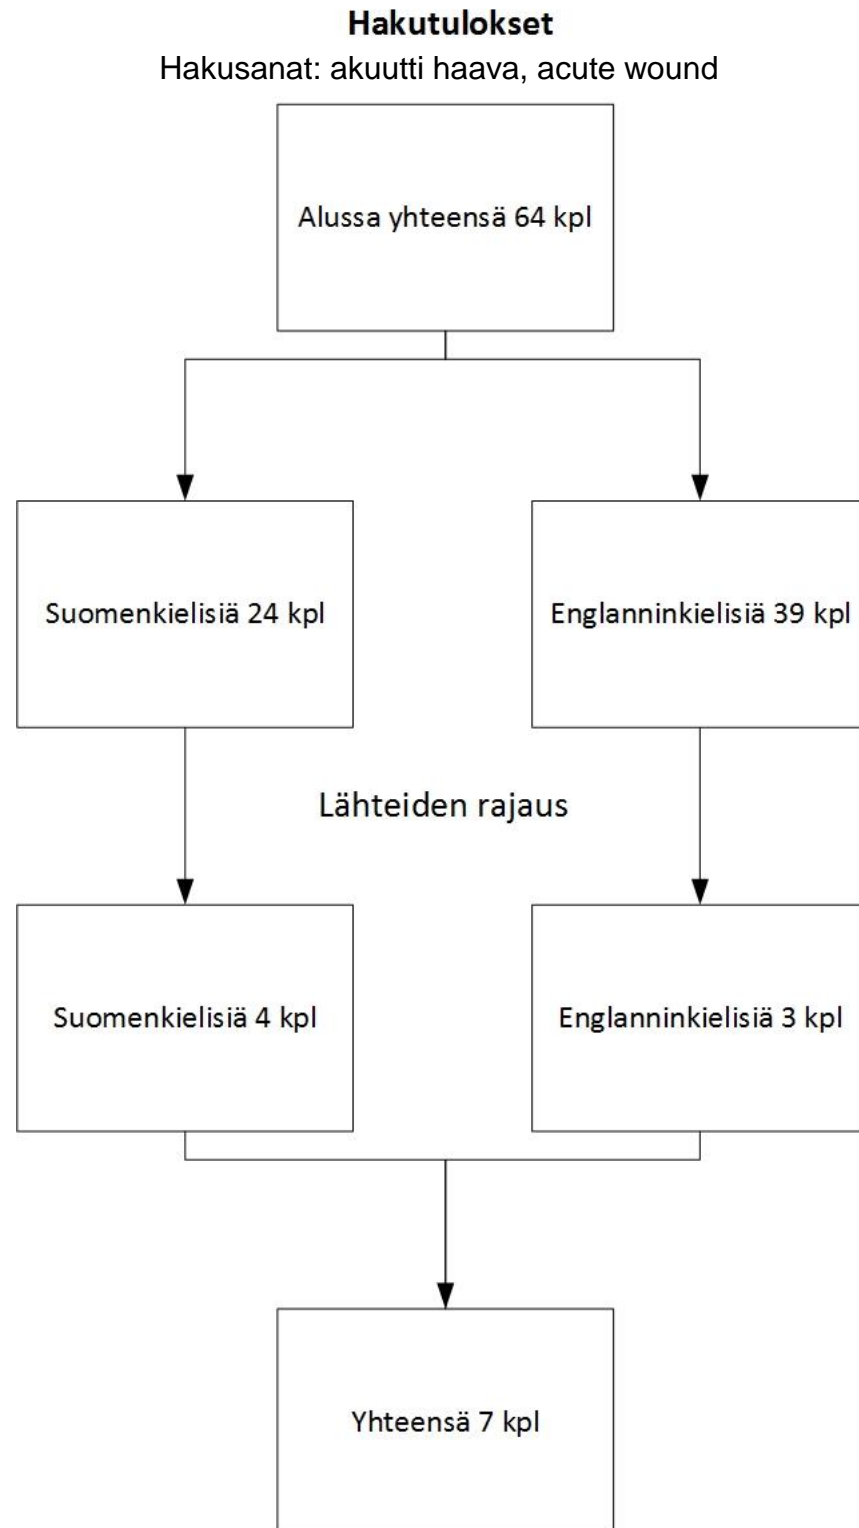 Hakutulokset
Hakusanat: akuutti haava, acute wound
Alussa yhteensä 64 kpl
Suomenkielisiä 24 kpl
Englanninkielisiä 39 kpl
Lähteiden rajaus
Suomenkielisiä 4 kpl
Englanninkielisiä 3 kpl
Yhteensä 7 kpl